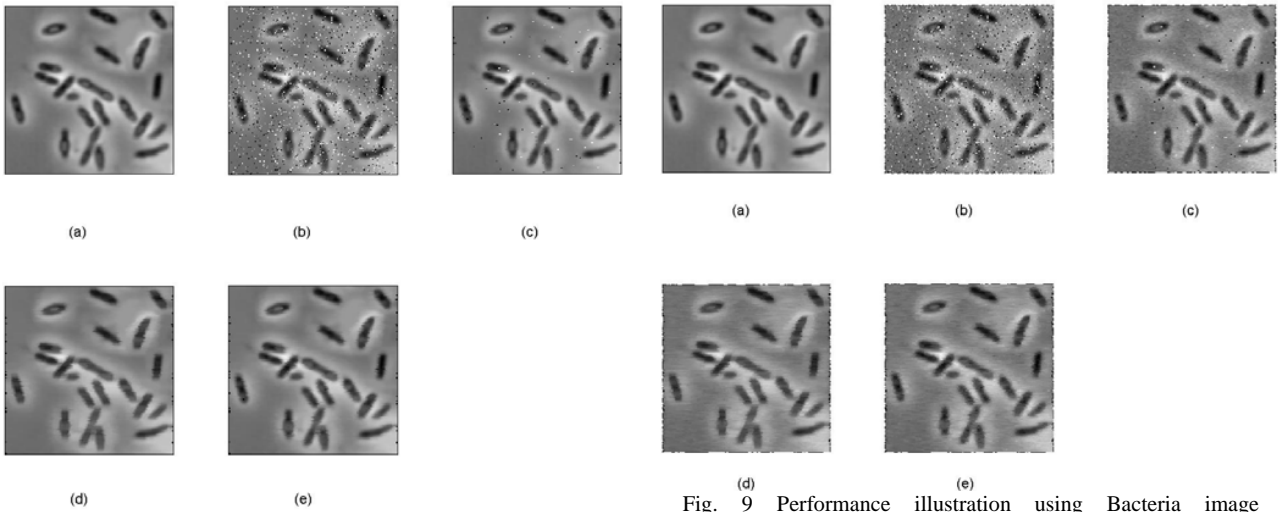 (a)
(b)
(c)
(d)
(e)
(a)
(b)
(c)
(d)
(e)
Fig. 9 Performance illustration using Bacteria image